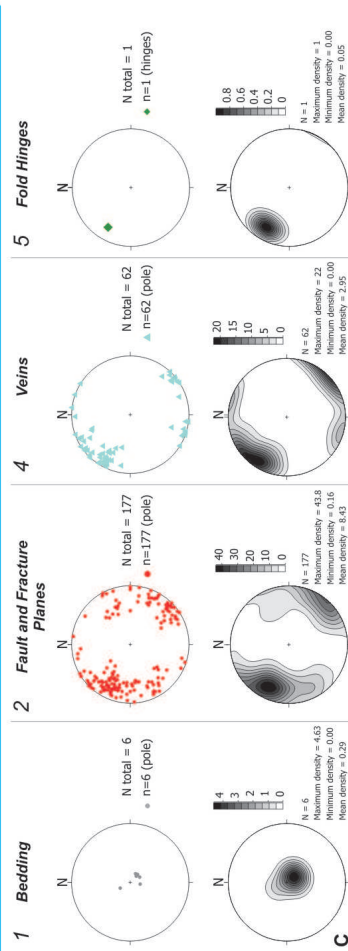 1 Bedding
N
N total = 6
n=6 (pole)
4
3
2
1
0
N = 6
Maximum density = 4.63
Minimum density = 0.00
Mean density = 0.29
C
2 Fault and Fracture
Planes
N
N total = 177
n=177 (pole)
40
30
20
10
0
N = 177
Maximum density = 43.8
Minimum density = 0.16
Mean density = 8.43
4 Veins
N
N total = 62
n=62 (pole)
20
15
10
5
0
N = 62
Maximum density = 22
Minimum density = 0.00
Mean density = 2.95
5 Fold Hinges
N
N total = 1
n=1 (hinges)
0.8
0.6
0.4
0.2
0
N = 1
Maximum density = 1
Minimum density = 0.00
Mean density = 0.05